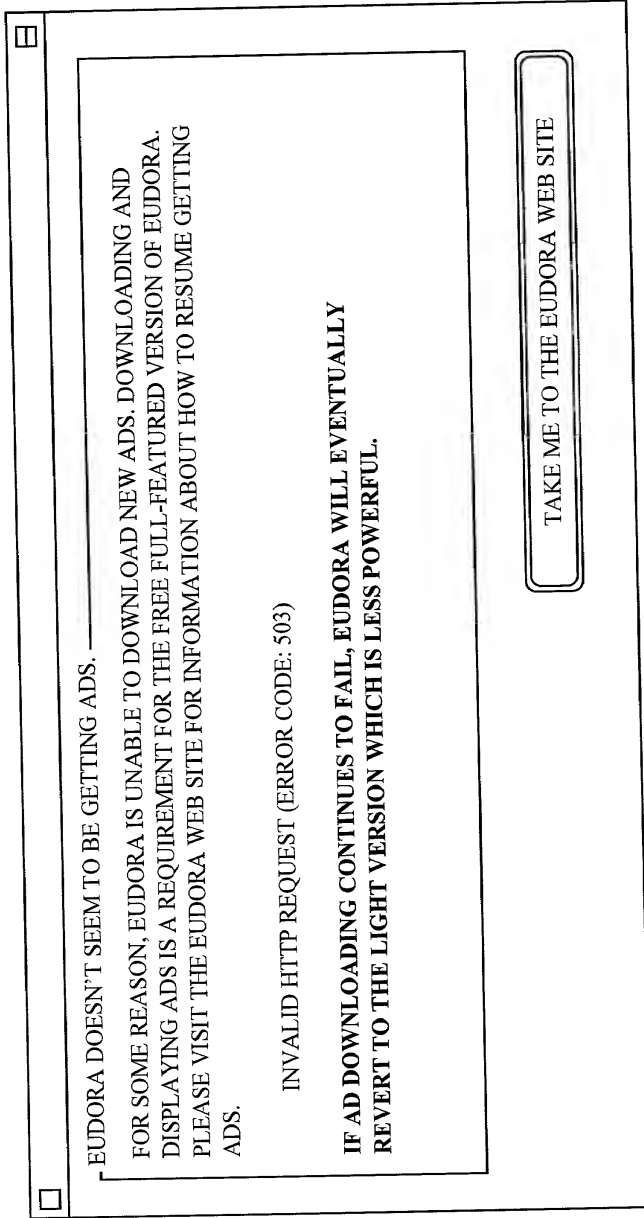 EUDORA DOESN'T SEEM TO BE GETTING ADS.
FOR SOME REASON, EUDORA IS UNABLE TO DOWNLOAD NEW ADS. DOWNLOADING AND
DISPLAYING ADS IS A REQUIREMENT FOR THE FREE FULL-FEATURED VERSION OF EUDORA.
PLEASE VISIT THE EUDORA WEB SITE FOR INFORMATION ABOUT HOW TO RESUME GETTING
ADS.
INVALID HTTP REQUEST (ERROR CODE: 503)
IF AD DOWNLOADING CONTINUES TO FAIL, EUDORA WILL EVENTUALLY
REVERT TO THE LIGHT VERSION WHICH IS LESS POWERFUL.
TAKE ME TO THE EUDORA WEB SITE